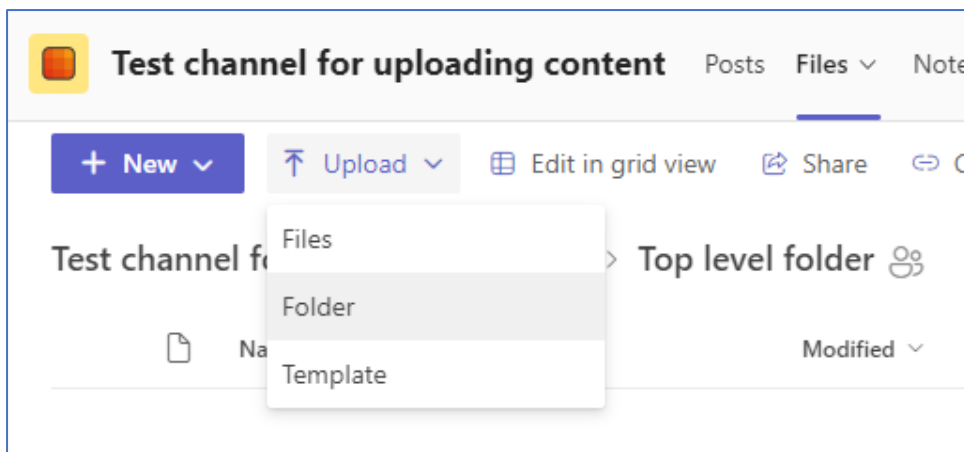 Test channel for uploading content Posts Files
+ New Upload Edit in grid view Share
Files
Test channel > Top level folder
Folder
Modified
Template